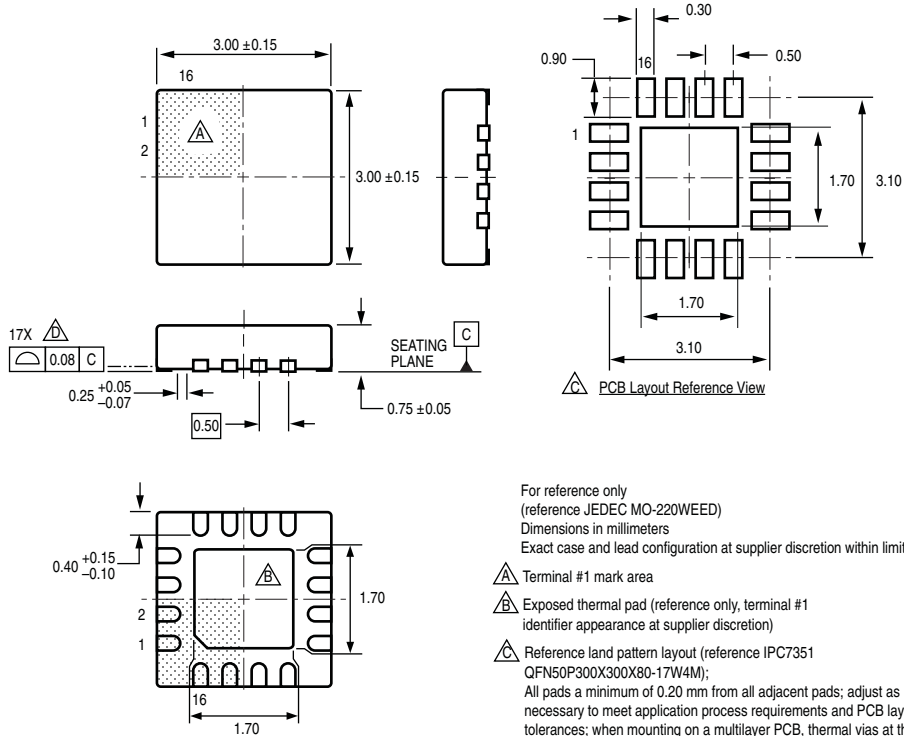 3.00 ±0.15
16
1
2
A
3.00 ±0.15
0.30
0.50
0.90
16
1
1.70
3.10
1.70
3.10
C PCB Layout Reference View
17X D
0.08 C
SEATING
PLANE
C
0.25 +0.05 −0.07
0.50
0.75 ±0.05
0.40 +0.15 −0.10
B
1.70
2
1
16
1.70
For reference only
(reference JEDEC MO-220WEED)
Dimensions in millimeters
Exact case and lead configuration at supplier discretion within limit
A Terminal #1 mark area
B Exposed thermal pad (reference only, terminal #1
identifier appearance at supplier discretion)
C Reference land pattern layout (reference IPC7351
QFN50P300X300X80-17W4M);
All pads a minimum of 0.20 mm from all adjacent pads; adjust as
necessary to meet application process requirements and PCB lay
tolerances; when mounting on a multilayer PCB, thermal vias at th